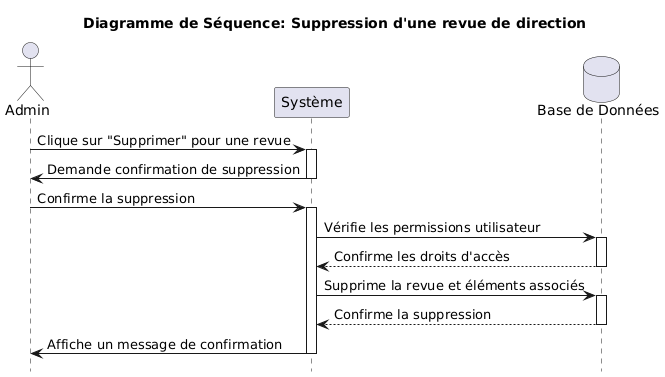 Diagramme de Séquence: Suppression d'une revue de direction
Admin
Système
Base de Données
Clique sur "Supprimer" pour une revue
Demande confirmation de suppression
Confirme la suppression
Vérifie les permissions utilisateur
Confirme les droits d'accès
Supprime la revue et éléments associés
Confirme la suppression
Affiche un message de confirmation